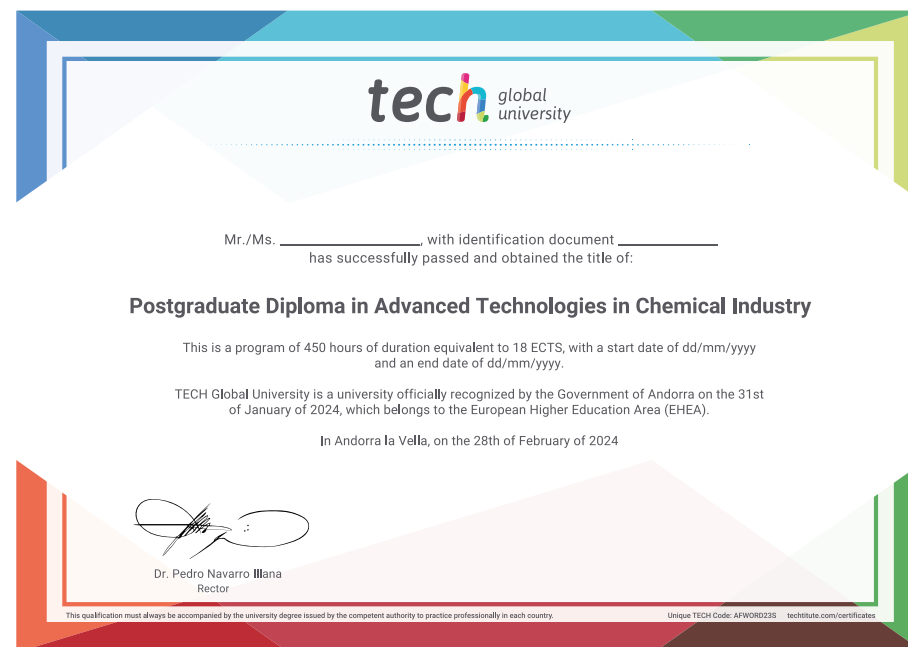 tech global university
Mr./Ms. ____________, with identification document ____________
has successfully passed and obtained the title of:
Postgraduate Diploma in Advanced Technologies in Chemical Industry
This is a program of 450 hours of duration equivalent to 18 ECTS, with a start date of dd/mm/yyyy
and an end date of dd/mm/yyyy.
TECH Global University is a university officially recognized by the Government of Andorra on the 31st
of January of 2024, which belongs to the European Higher Education Area (EHEA).
In Andorra la Vella, on the 28th of February of 2024
Dr. Pedro Navarro Illana
Rector
This qualification must always be accompanied by the university degree issued by the competent authority to practice professionally in each country.
Unique TECH Code: AFWORD23S techtitute.com/certificates